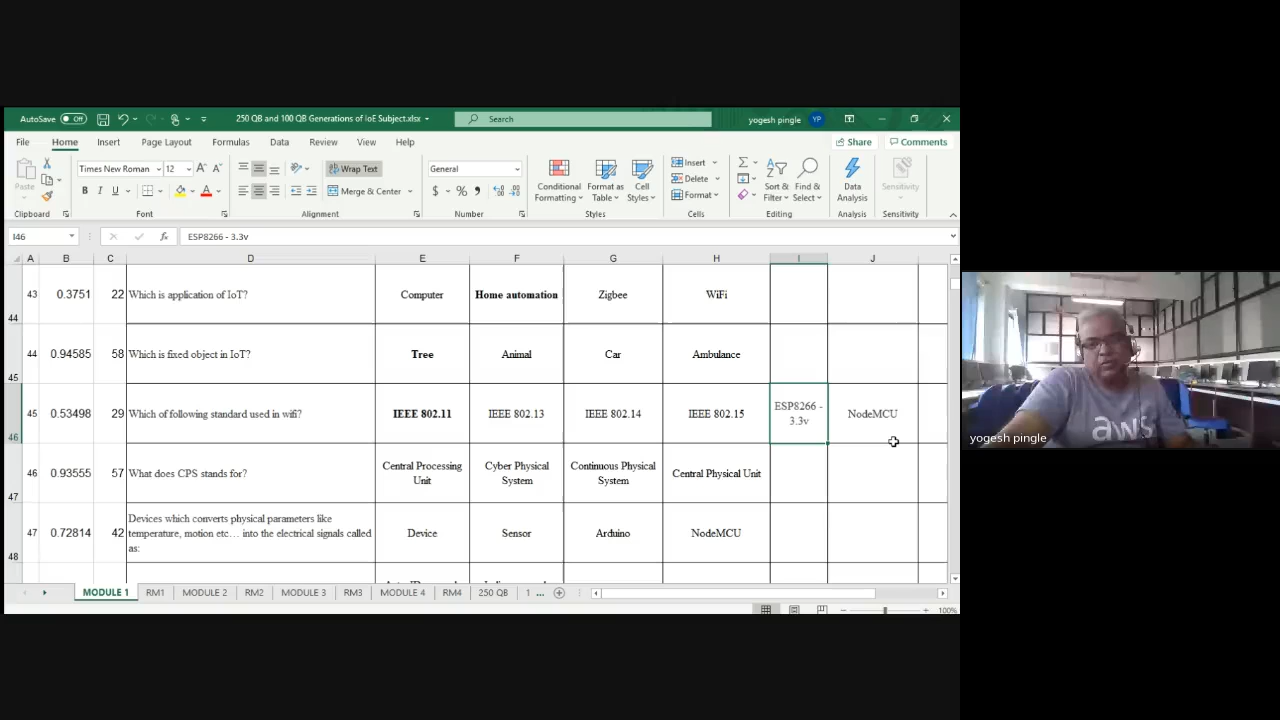 AutoSave Off
250 QB and 100 QB Generations of IoE Subject.xlsx
Search
yogesh pingle YP
File Home Insert Page Layout Formulas Data Review View Help
Share Comments
Paste
Times New Roman 12
B I U
Wrap Text
Merge & Center
General
$ % ,
Conditional Formatting
Format as Table
Cell Styles
Insert
Delete
Format
Sort & Filter
Find & Select
Data Analysis
Sensitivity
Clipboard Font Alignment Number Styles Cells Editing Analysis Sensitivity
I46 fx ESP8266 - 3.3v
A B C D E F G H I J
44 43 0.3751 22 Which is application of IoT? Computer Home automation Zigbee WiFi
45 44 0.94585 58 Which is fixed object in IoT? Tree Animal Car Ambulance
46 45 0.53498 29 Which of following standard used in wifi? IEEE 802.11 IEEE 802.13 IEEE 802.14 IEEE 802.15 ESP8266 - 3.3v NodeMCU
47 46 0.93555 57 What does CPS stands for? Central Processing Unit Cyber Physical System Continuous Physical System Central Physical Unit
48 47 0.72814 42 Devices which converts physical parameters like temperature, motion etc… into the electrical signals called as: Device Sensor Arduino NodeMCU
MODULE 1 RM1 MODULE 2 RM2 MODULE 3 RM3 MODULE 4 RM4 250 QB 1 ...
100%
yogesh pingle
aws